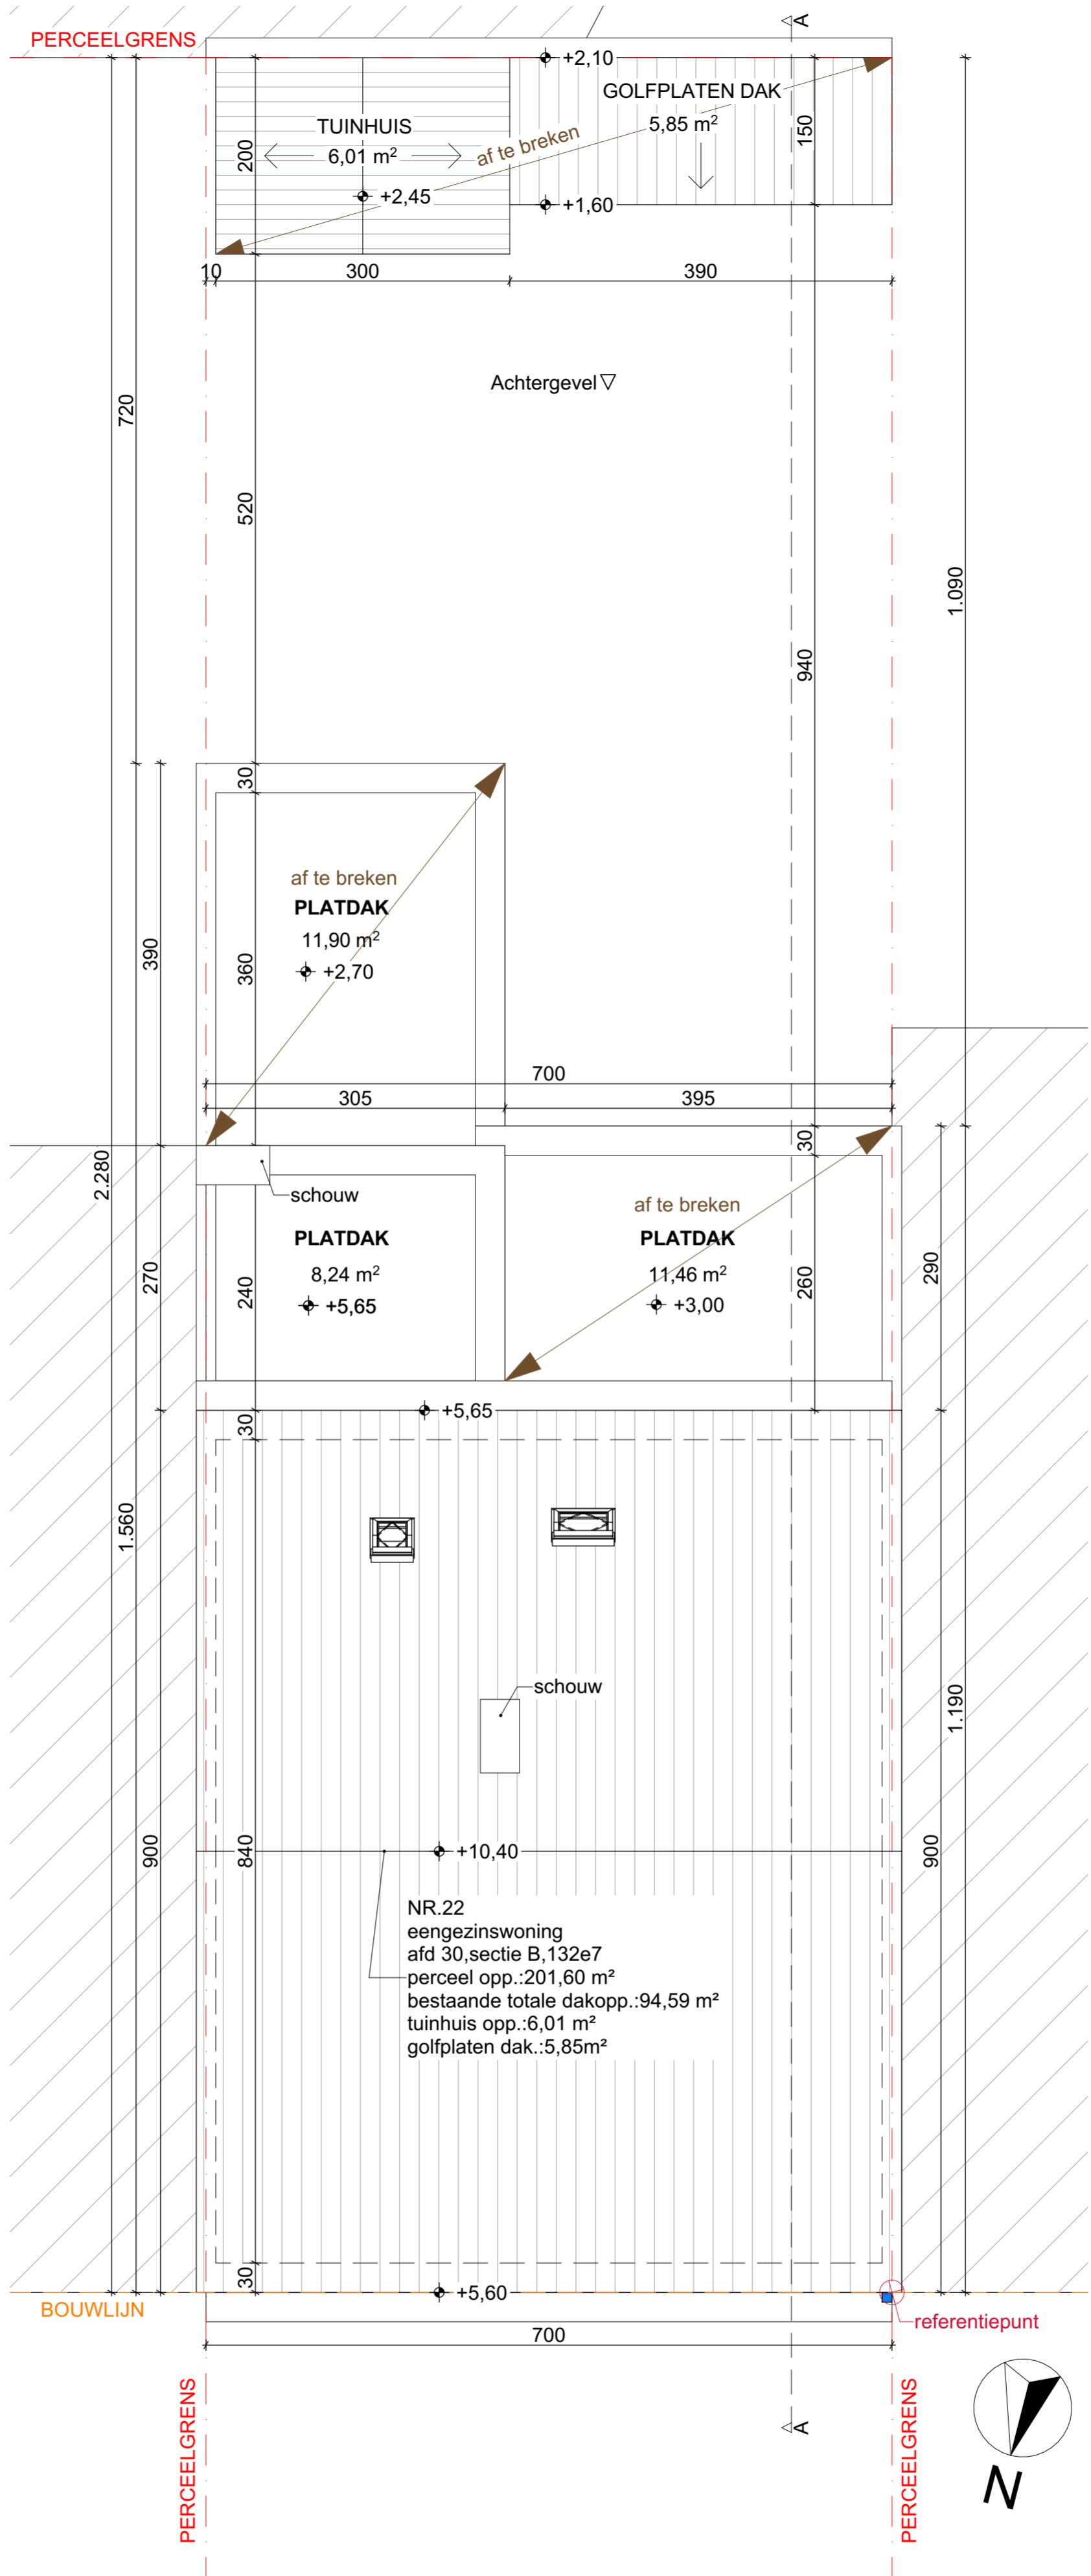 A
PERCEELGRENS
+2,10
GOLFPLATEN DAK
5,85 m²
150
TUINHUIS
6,01 m²
200
af te breken
+2,45
+1,60
10
300
390
Achtergevel
720
520
1.090
940
30
af te breken
PLATDAK
11,90 m²
+2,70
390
360
700
305
395
30
2.280
schouw
af te breken
PLATDAK
8,24 m²
+5,65
PLATDAK
11,46 m²
+3,00
270
240
260
290
+5,65
30
1.560
schouw
1.190
900
840
+10,40
900
NR.22
eengezinswoning
afd 30,sectie B,132e7
perceel opp.:201,60 m²
bestaande totale dakopp.:94,59 m²
tuinhuis opp.:6,01 m²
golfplaten dak.:5,85m²
30
+5,60
BOUWLIJN
referentiepunt
700
A
PERCEELGRENS
PERCEELGRENS
N